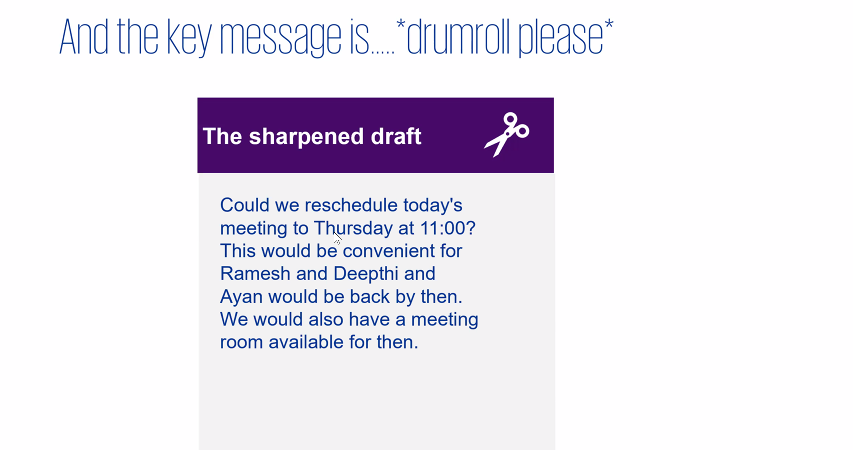 And the key message is.....*drumroll please*
The sharpened draft
Could we reschedule today's
meeting to Thursday at 11:00?
This would be convenient for
Ramesh and Deepthi and
Ayan would be back by then.
We would also have a meeting
room available for then.